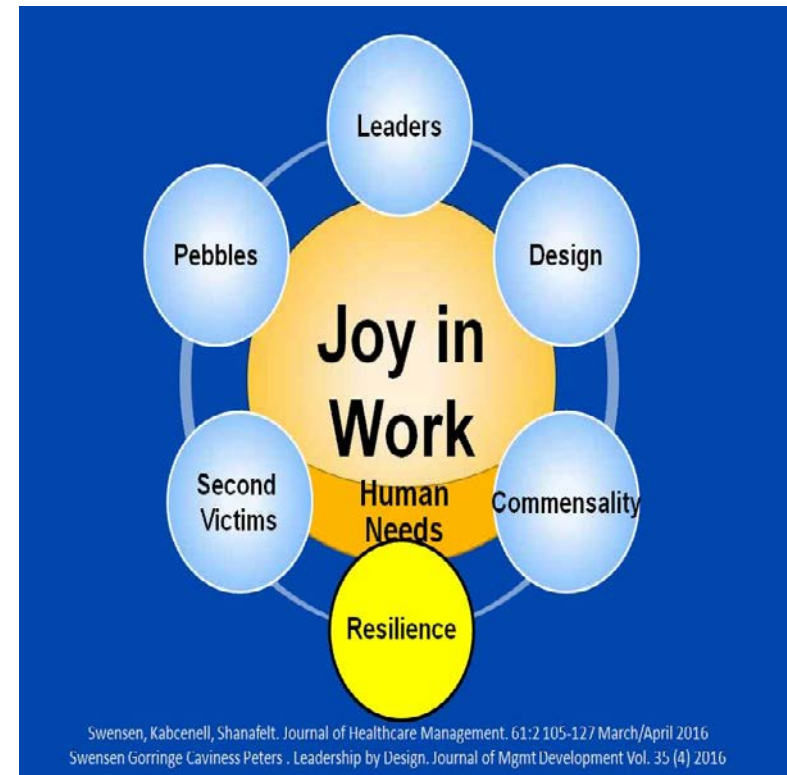 Leaders
Pebbles
Design
Joy in
Work
Second
Victims
Human
Needs
Commensality
Resilience
Swensen, Kabcenell, Shanafelt. Journal of Healthcare Management. 61:2 105-127 March/April 2016
Swensen Gorringe Caviness Peters . Leadership by Design. Journal of Mgmt Development Vol. 35 (4) 2016